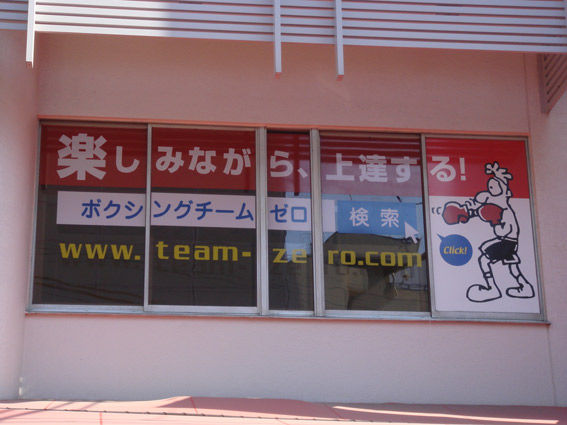 楽しみながら、上達する!
ボクシングチーム ゼロ 検索
www.team-zero.com
Click!